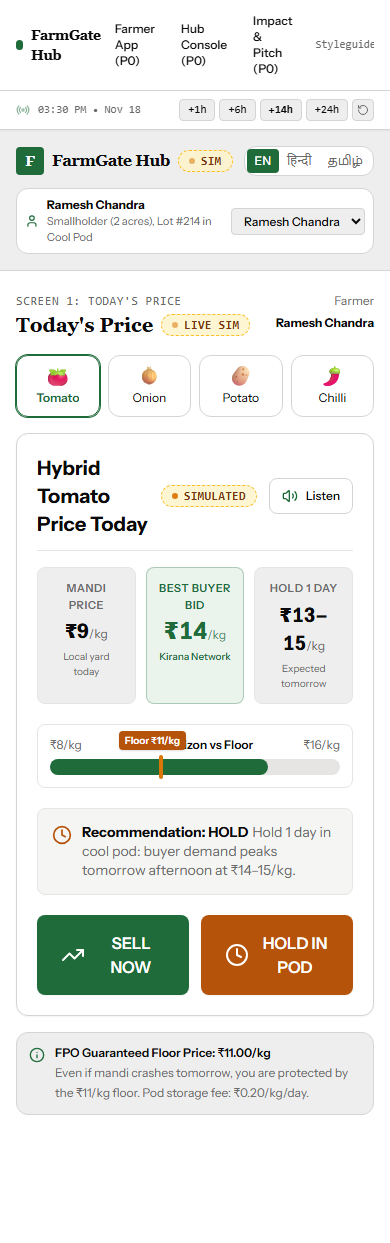 FarmGate Hub
Farmer App (P0)
Hub Console (P0)
Impact & Pitch (P0)
Styleguide
03:30 PM • Nov 18
+1h
+6h
+14h
+24h
F
FarmGate Hub
SIM
EN
हिन्दी
தமிழ்
Ramesh Chandra
Smallholder (2 acres), Lot #214 in
Cool Pod
Ramesh Chandra
SCREEN 1: TODAY'S PRICE
Farmer
Today's Price
LIVE SIM
Ramesh Chandra
Tomato
Onion
Potato
Chilli
Hybrid
Tomato
Price Today
SIMULATED
Listen
MANDI
PRICE
₹9/kg
Local yard
today
BEST BUYER
BID
₹14/kg
Kirana Network
HOLD 1 DAY
₹13–
15/kg
Expected
tomorrow
₹8/kg
Floor ₹11/kg
zon vs Floor
₹16/kg
Recommendation: HOLD Hold 1 day in
cool pod: buyer demand peaks
tomorrow afternoon at ₹14–15/kg.
SELL
NOW
HOLD IN
POD
FPO Guaranteed Floor Price: ₹11.00/kg
Even if mandi crashes tomorrow, you are protected by
the ₹11/kg floor. Pod storage fee: ₹0.20/kg/day.